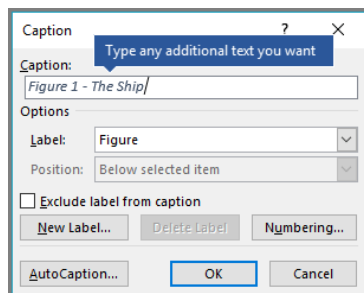 Caption ? X
Type any additional text you want
Caption:
Figure 1 - The Ship
Options
Label: Figure
Position: Below selected item
Exclude label from caption
New Label... Delete Label Numbering...
AutoCaption... OK Cancel